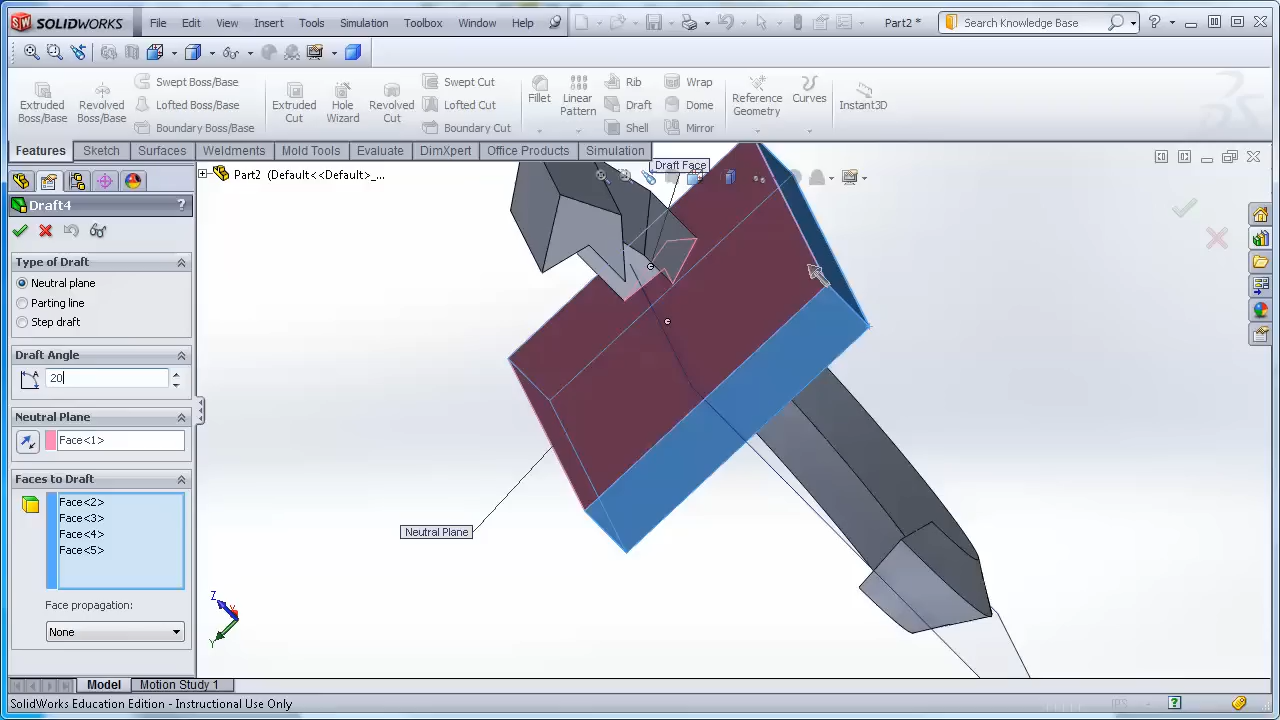 SOLIDWORKS File Edit View Insert Tools Simulation Toolbox Window Help Part2 * Search Knowledge Base ?
Extruded Boss/Base
Revolved Boss/Base
Swept Boss/Base
Lofted Boss/Base
Boundary Boss/Base
Extruded Cut
Hole Wizard
Revolved Cut
Swept Cut
Lofted Cut
Boundary Cut
Fillet
Linear Pattern
Rib
Draft
Shell
Wrap
Dome
Mirror
Reference Geometry
Curves
Instant3D
Features Sketch Surfaces Weldments Mold Tools Evaluate DimXpert Office Products Simulation
Draft Face
Part2 (Default<<Default>_...
Draft4 ?
Type of Draft
Neutral plane
Parting line
Step draft
Draft Angle
20
Neutral Plane
Face<1>
Faces to Draft
Face<2>
Face<3>
Face<4>
Face<5>
Face propagation:
None
Neutral Plane
Z
Y
Model Motion Study 1
SolidWorks Education Edition - Instructional Use Only
IPS
?